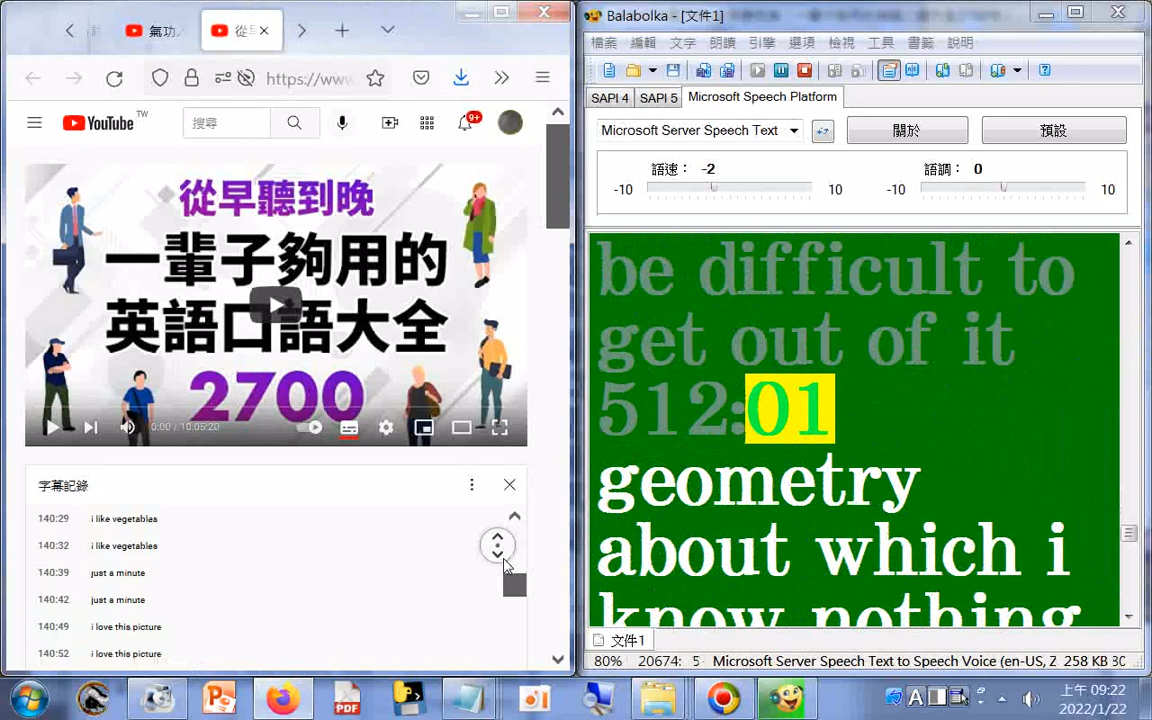 氣功
從
https://www
YouTube TW
搜尋
9+
從早聽到晚
一輩子夠用的
英語口語大全
2700
0:00 / 10:05:20
字幕記錄
140:29 i like vegetables
140:32 i like vegetables
140:39 just a minute
140:42 just a minute
140:49 i love this picture
140:52 i love this picture
Balabolka - [文件1]
檔案 編輯 文字 朗讀 引擎 選項 檢視 工具 書籤 說明
SAPI 4 SAPI 5 Microsoft Speech Platform
Microsoft Server Speech Text 關於 預設
語速： -2 語調： 0
-10 10 -10 10
be difficult to
get out of it
512:01
geometry
about which i
know nothing
文件1
80% 20674: 5 Microsoft Server Speech Text to Speech Voice (en-US, Z 258 KB
PDF
A
上午 09:22
2022/1/22